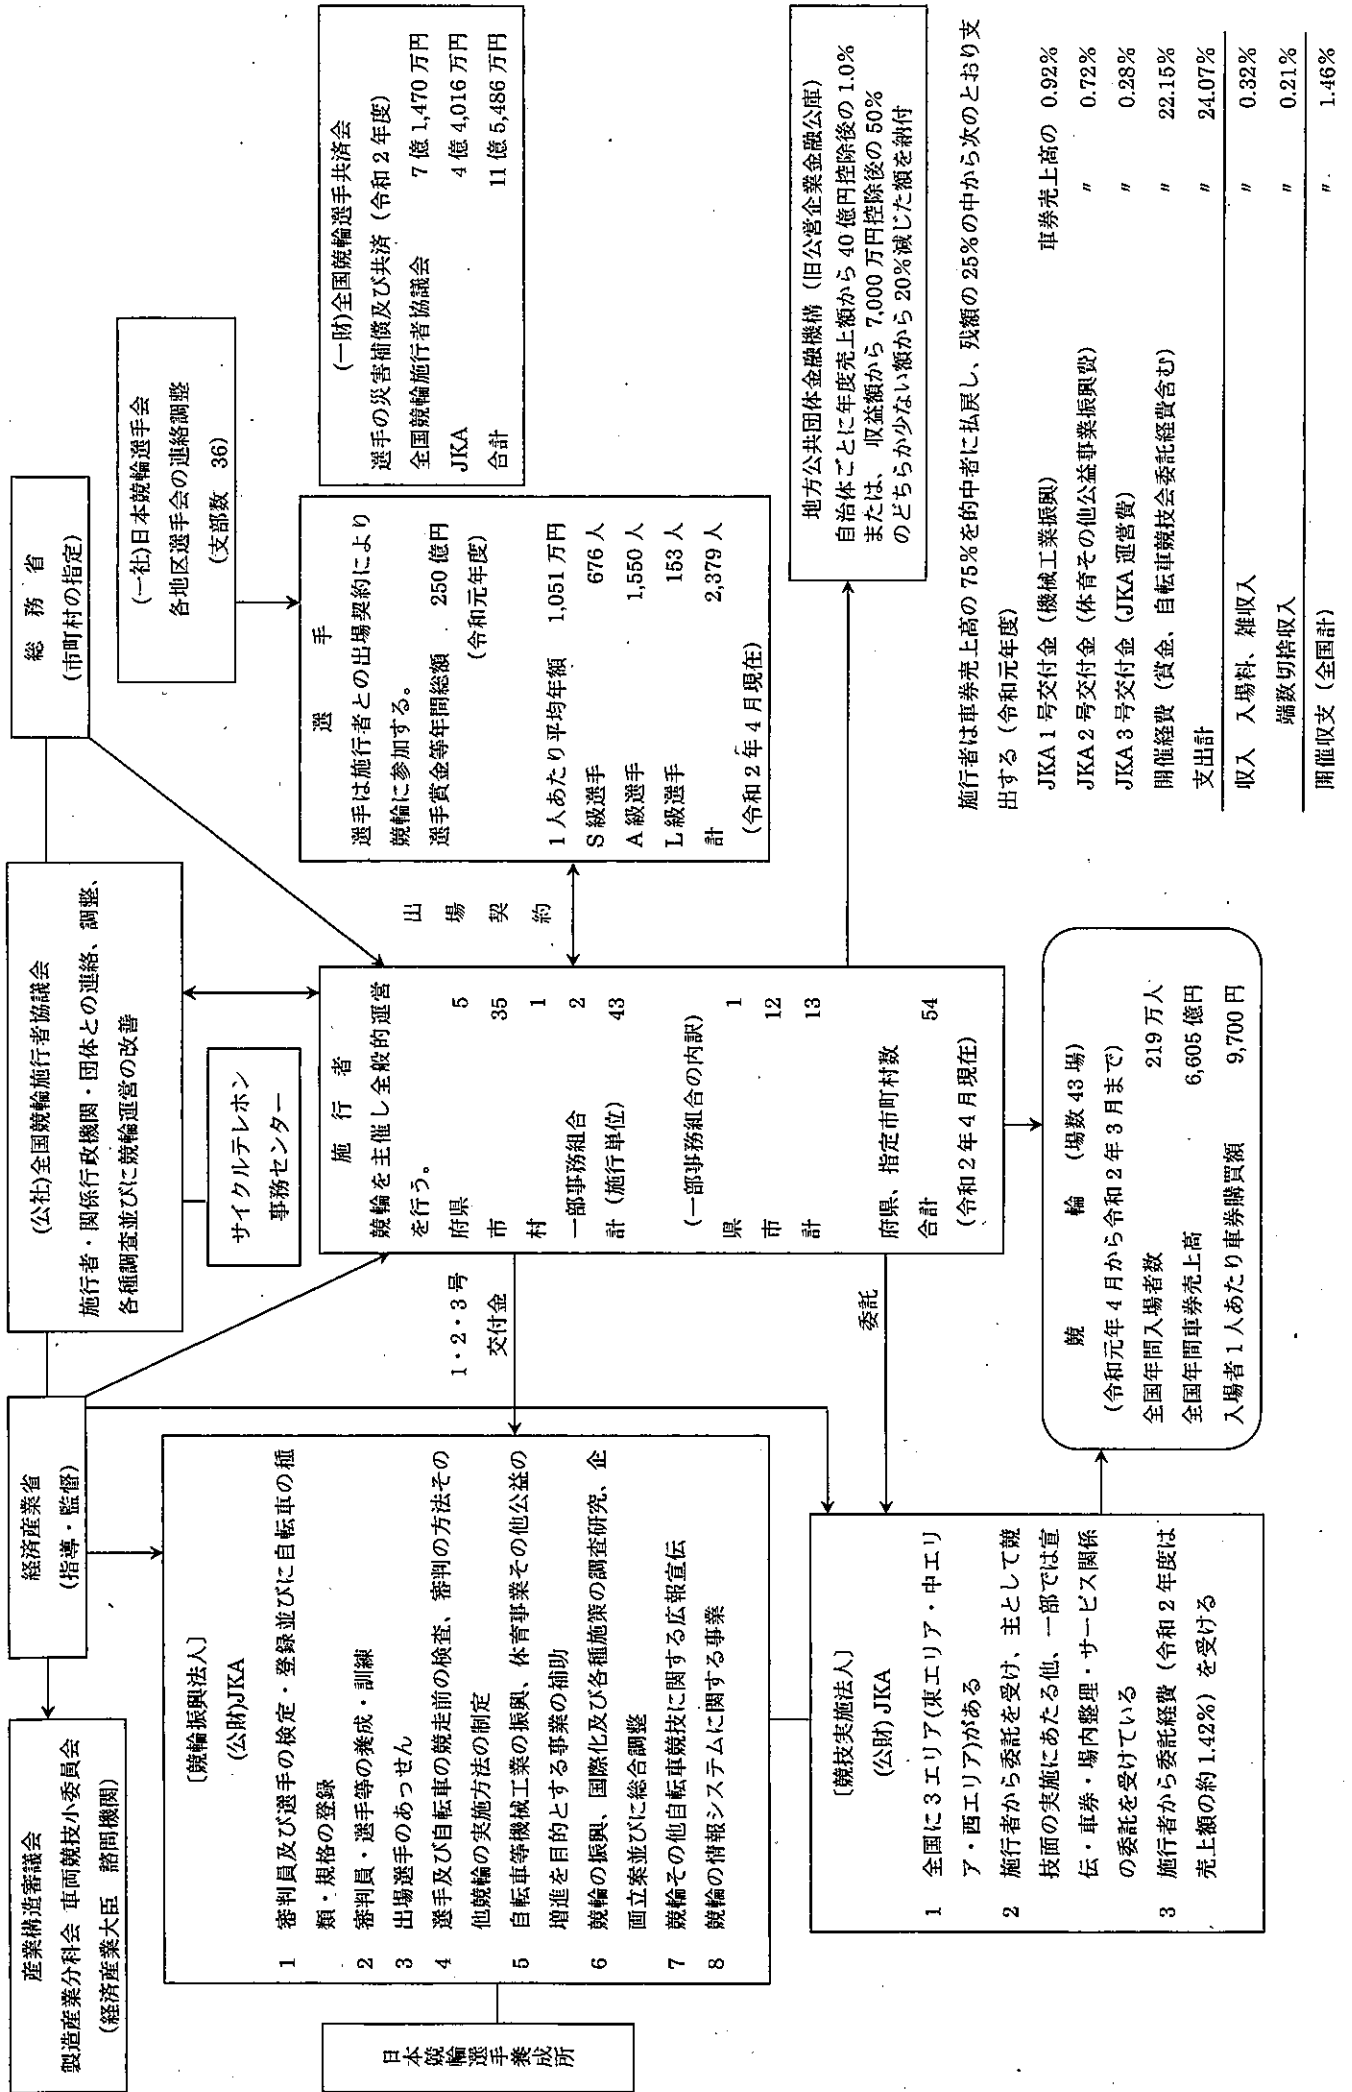 産業構造審議会
製造産業分科会 車両競技小委員会
(経済産業大臣 諮問機関)
経済産業省
(指導・監督)
(公社)全国競輪施行者協議会
施行者・関係行政機関・団体との連絡、調整、
各種調査並びに競輪運営の改善
サイクルテレホン
事務センター
総務省
(市町村の指定)
(一社)日本競輪選手会
各地区選手会の連絡調整
(支部数 36)
日本競輪選手養成所
〔競輪振興法人〕
(公財)JKA
1 審判員及び選手の検定・登録並びに自転車の種
類・規格の登録
2 審判員・選手等の養成・訓練
3 出場選手のあっせん
4 選手及び自転車の競走前の検査、審判の方法その
他競輪の実施方法の制定
5 自転車等機械工業の振興、体育事業その他公益の
増進を目的とする事業の補助
6 競輪の振興、国際化及び各種施策の調査研究、企
画立案並びに総合調整
7 競輪その他自転車競技に関する広報宣伝
8 競輪の情報システムに関する事業
1・2・3号
交付金
施行者
競輪を主催し全般的運営
を行う。
府県 5
市 35
村 1
一部事務組合 2
計(施行単位) 43
(一部事務組合の内訳)
県 1
市 12
計 13
府県、指定市町村数
合計 54
(令和2年4月現在)
出場契約
選手
選手は施行者との出場契約により
競輪に参加する。
選手賞金等年間総額 250億円
(令和元年度)
1人あたり平均年額 1,051万円
S級選手 676人
A級選手 1,550人
L級選手 153人
計 2,379人
(令和2年4月現在)
(一財)全国競輪選手共済会
選手の災害補償及び共済(令和2年度)
全国競輪施行者協議会 7億1,470万円
JKA 4億4,016万円
合計 11億5,486万円
委託
〔競技実施法人〕
(公財)JKA
1 全国に3エリア(東エリア・中エリ
ア・西エリア)がある
2 施行者から委託を受け、主として競
技面の実施にあたる他、一部では宣
伝・車券・場内整理・サービス関係
の委託を受けている
3 施行者から委託経費(令和2年度は
売上額の約1.42%)を受ける
競輪 (場数43場)
(令和元年4月から令和2年3月まで)
全国年間入場者数 219万人
全国年間車券売上高 6,605億円
入場者1人あたり車券購買額 9,700円
地方公共団体金融機構(旧公営企業金融公庫)
自治体ごとに年度売上額から40億円控除後の1.0%
または、収益額から7,000万円控除後の50%
のどちらか少ない額から20%減じた額を納付
施行者は車券売上高の75%を的中者に払戻し、残額の25%の中から次のとおり支
出する(令和元年度)
JKA1号交付金(機械工業振興) 車券売上高の 0.92%
JKA2号交付金(体育その他公益事業振興費) 〃 0.72%
JKA3号交付金(JKA運営費) 〃 0.28%
開催経費(賞金、自転車競技会委託経費含む) 〃 22.15%
支出計 〃 24.07%
収入 入場料、雑収入 〃 0.32%
端数切捨収入 〃 0.21%
開催収支(全国計) 〃 1.46%